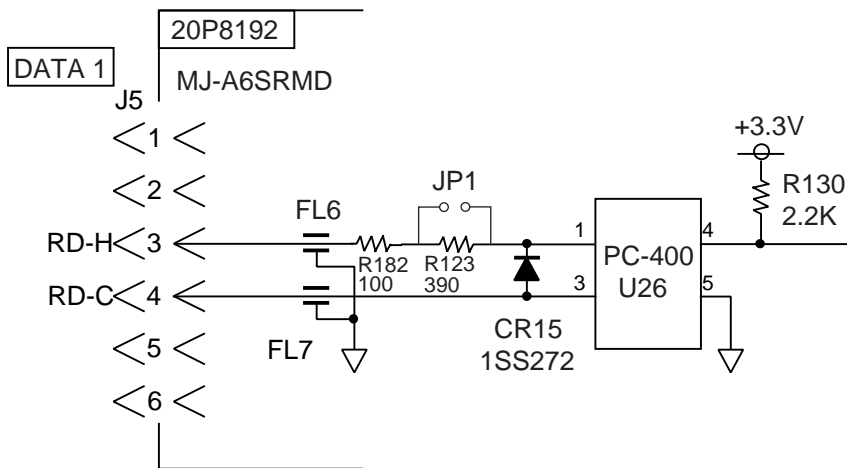 20P8192
DATA 1
MJ-A6SRMD
J5
1
2
RD-H
3
RD-C
4
5
6
FL6
FL7
JP1
R182
100
R123
390
CR15
1SS272
1
3
PC-400
U26
4
5
+3.3V
R130
2.2K